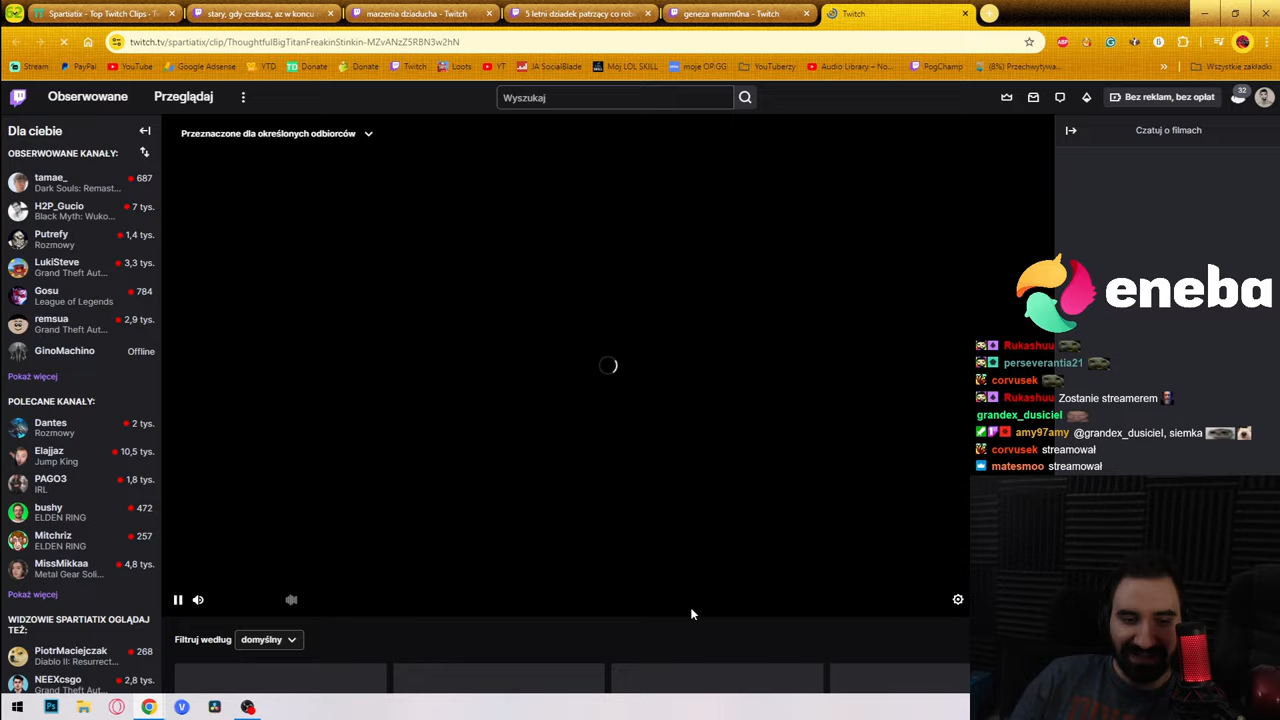 Spartiatix - Top Twitch Clips -
stary, gdy czekasz, az w koncu
marzenia dziaducha - Twitch
5 letni dziadek patrzący co rob
geneza mamm0na - Twitch
Twitch
twitch.tv/spartiatix/clip/ThoughtfulBigTitanFreakinStinkin-MZvANzZ5RBN3w2hN
Stream
PayPal
YouTube
Google Adsense
YTD
Donate
Donate
Twitch
Loots
YT
JA SocialBlade
Mój LOL SKILL
moje OP.GG
YouTuberzy
Audio Library – No...
PogChamp
(8%) Przechwytywa...
Wszystkie zakładki
Obserwowane
Przeglądaj
Wyszukaj
Bez reklam, bez opłat
32
Dla ciebie
Przeznaczone dla określonych odbiorców
Czatuj o filmach
OBSERWOWANE KANAŁY:
tamae_ 687
Dark Souls: Remast...
H2P_Gucio 7 tys.
Black Myth: Wuko...
Putrefy 1,4 tys.
Rozmowy
LukiSteve 3,3 tys.
Grand Theft Aut...
Gosu 784
League of Legends
remsua 2,9 tys.
Grand Theft Aut...
GinoMachino Offline
Pokaż więcej
POLECANE KANAŁY:
Dantes 2 tys.
Rozmowy
Elajjaz 10,5 tys.
Jump King
PAGO3 1,8 tys.
IRL
bushy 472
ELDEN RING
Mitchriz 257
ELDEN RING
MissMikkaa 4,8 tys.
Metal Gear Soli...
Pokaż więcej
WIDZOWIE SPARTIATIX OGLĄDAJ
TEŻ:
PiotrMaciejczak 268
Diablo II: Resurrect...
NEEXcsgo 2,8 tys.
Grand Theft Aut...
eneba
Rukashuu
perseverantia21
corvusek
Rukashuu Zostanie streamerem
grandex_dusiciel
amy97amy @grandex_dusiciel, siemka
corvusek streamował
matesmoo streamował
Filtruj według domyślny